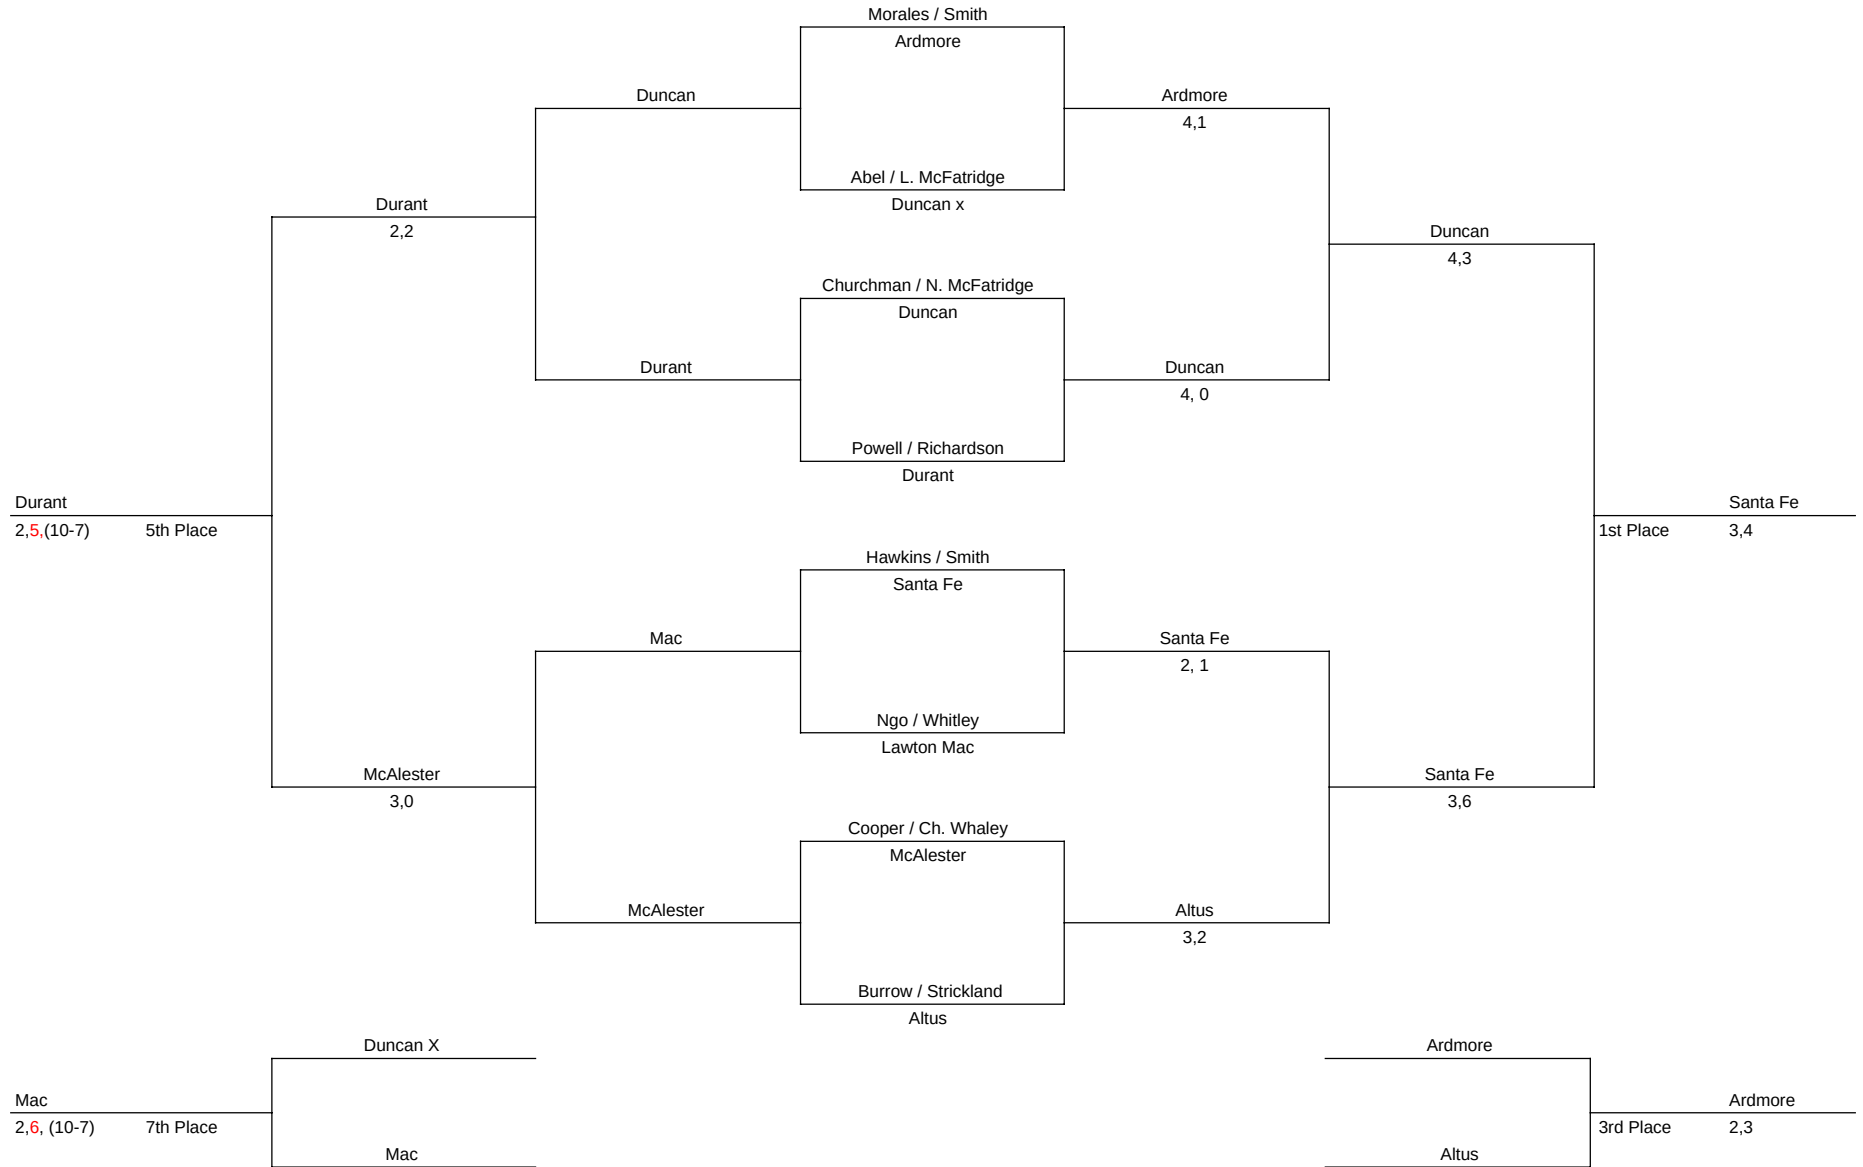 Morales / Smith
Ardmore
Duncan
Ardmore
4,1
Abel / L. McFatridge
Durant
Duncan x
2,2
Duncan
4,3
Churchman / N. McFatridge
Duncan
Durant
Duncan
4, 0
Powell / Richardson
Durant
Durant
Santa Fe
2,5,(10-7) 5th Place
1st Place 3,4
Hawkins / Smith
Santa Fe
Mac
Santa Fe
2, 1
Ngo / Whitley
Lawton Mac
McAlester
Santa Fe
3,0
3,6
Cooper / Ch. Whaley
McAlester
McAlester
Altus
3,2
Burrow / Strickland
Altus
Duncan X
Ardmore
Mac
Ardmore
2,6, (10-7) 7th Place
3rd Place 2,3
Mac
Altus